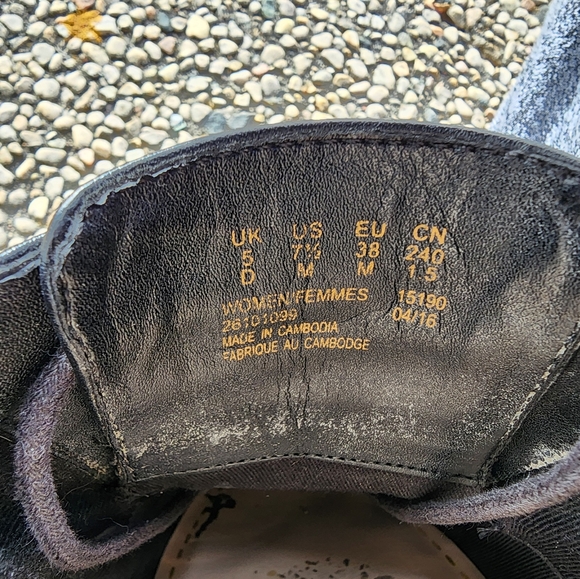 UK US EU CN
5 7½ 38 240
D M M 1.5
WOMEN/FEMMES 15190
26101099 04/16
MADE IN CAMBODIA
FABRIQUE AU CAMBODGE